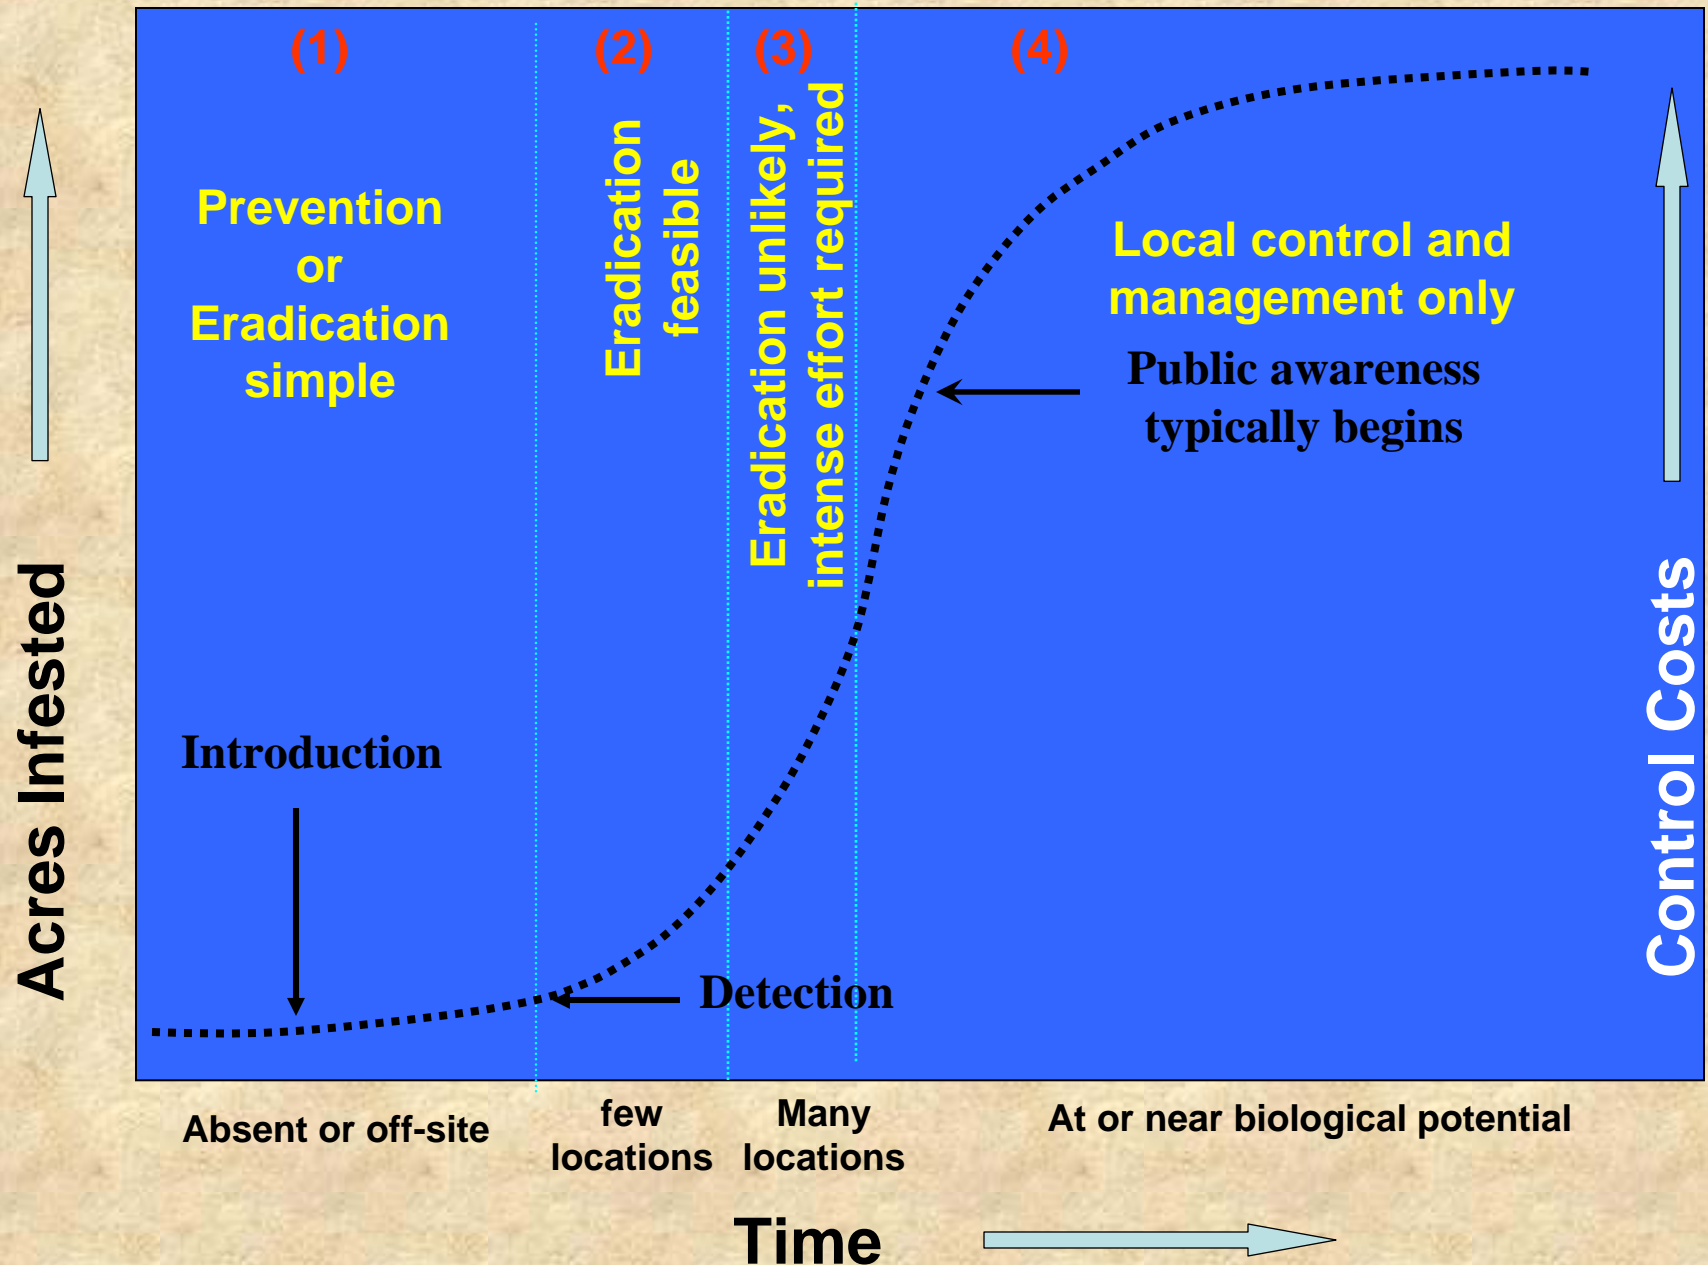 (1)
(2)
(3)
(4)
Prevention
or
Eradication
simple
Eradication
feasible
Eradication unlikely,
intense effort required
Local control and
management only
Public awareness
typically begins
Introduction
Detection
Acres Infested
Control Costs
Absent or off-site
few
locations
Many
locations
At or near biological potential
Time